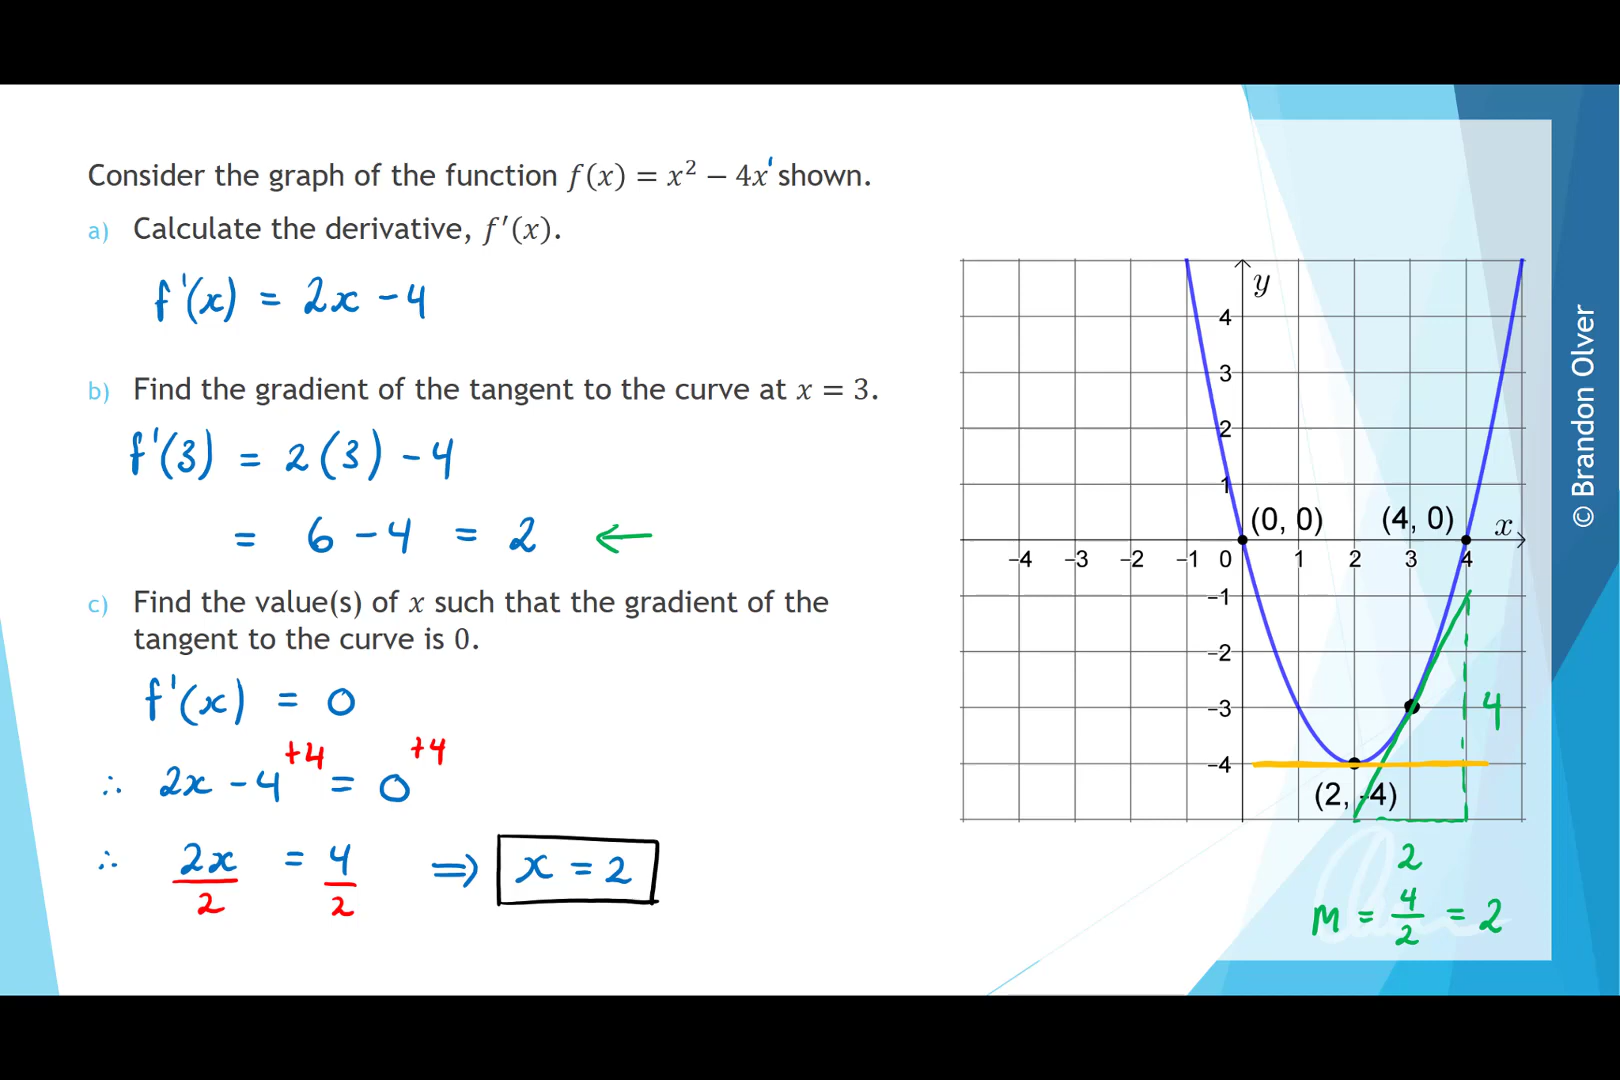 Consider the graph of the function f(x) = x² − 4x' shown.
a) Calculate the derivative, f′(x).
f'(x) = 2x − 4
b) Find the gradient of the tangent to the curve at x = 3.
f'(3) = 2(3) − 4
= 6 − 4 = 2 ←
c) Find the value(s) of x such that the gradient of the
tangent to the curve is 0.
f'(x) = 0
+4 +4
∴ 2x − 4 = 0
∴ 2x/2 = 4/2 ⇒ x = 2
y
4
3
2
1
(0, 0) (4, 0) x
−4 −3 −2 −1 0 1 2 3 4
−1
−2
−3 4
−4
(2, −4)
2
m = 4/2 = 2
© Brandon Olver